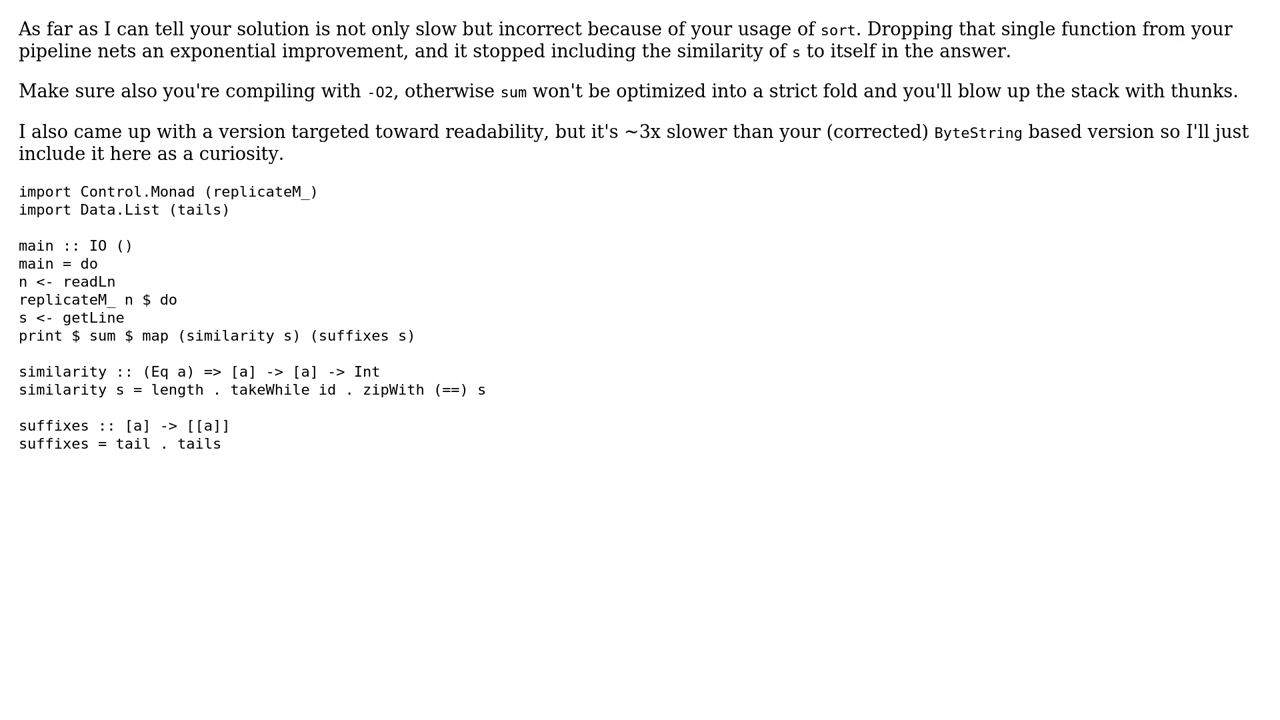 As far as I can tell your solution is not only slow but incorrect because of your usage of sort. Dropping that single function from your
pipeline nets an exponential improvement, and it stopped including the similarity of s to itself in the answer.
Make sure also you're compiling with -O2, otherwise sum won't be optimized into a strict fold and you'll blow up the stack with thunks.
I also came up with a version targeted toward readability, but it's ~3x slower than your (corrected) ByteString based version so I'll just
include it here as a curiosity.
import Control.Monad (replicateM_)
import Data.List (tails)
main :: IO ()
main = do
n <- readLn
replicateM_ n $ do
s <- getLine
print $ sum $ map (similarity s) (suffixes s)
similarity :: (Eq a) => [a] -> [a] -> Int
similarity s = length . takeWhile id . zipWith (==) s
suffixes :: [a] -> [[a]]
suffixes = tail . tails